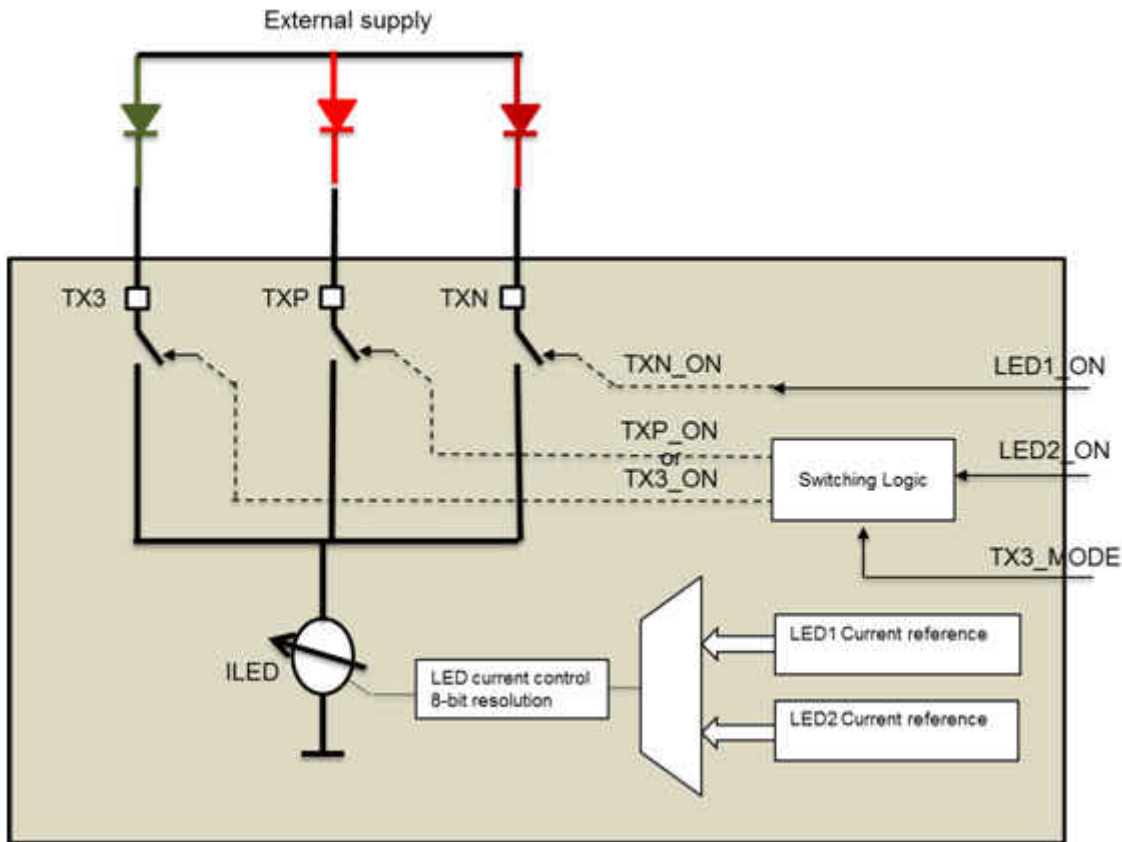 External supply
TX3
TXP
TXN
TXN_ON
LED1_ON
TXP_ON
or
TX3_ON
LED2_ON
Switching Logic
TX3_MODE
ILED
LED current control
8-bit resolution
LED1 Current reference
LED2 Current reference